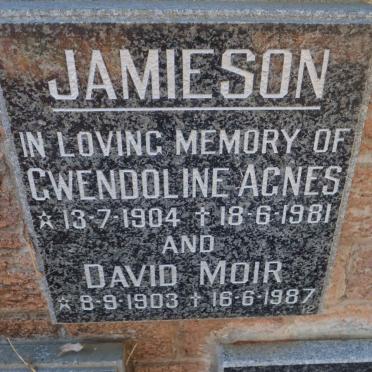 JAMIESON
IN LOVING MEMORY OF
GWENDOLINE AGNES
☆ 13-7-1904 ✝ 18-6-1981
AND
DAVID MOIR
☆ 8-9-1903 ✝ 16-6-1987